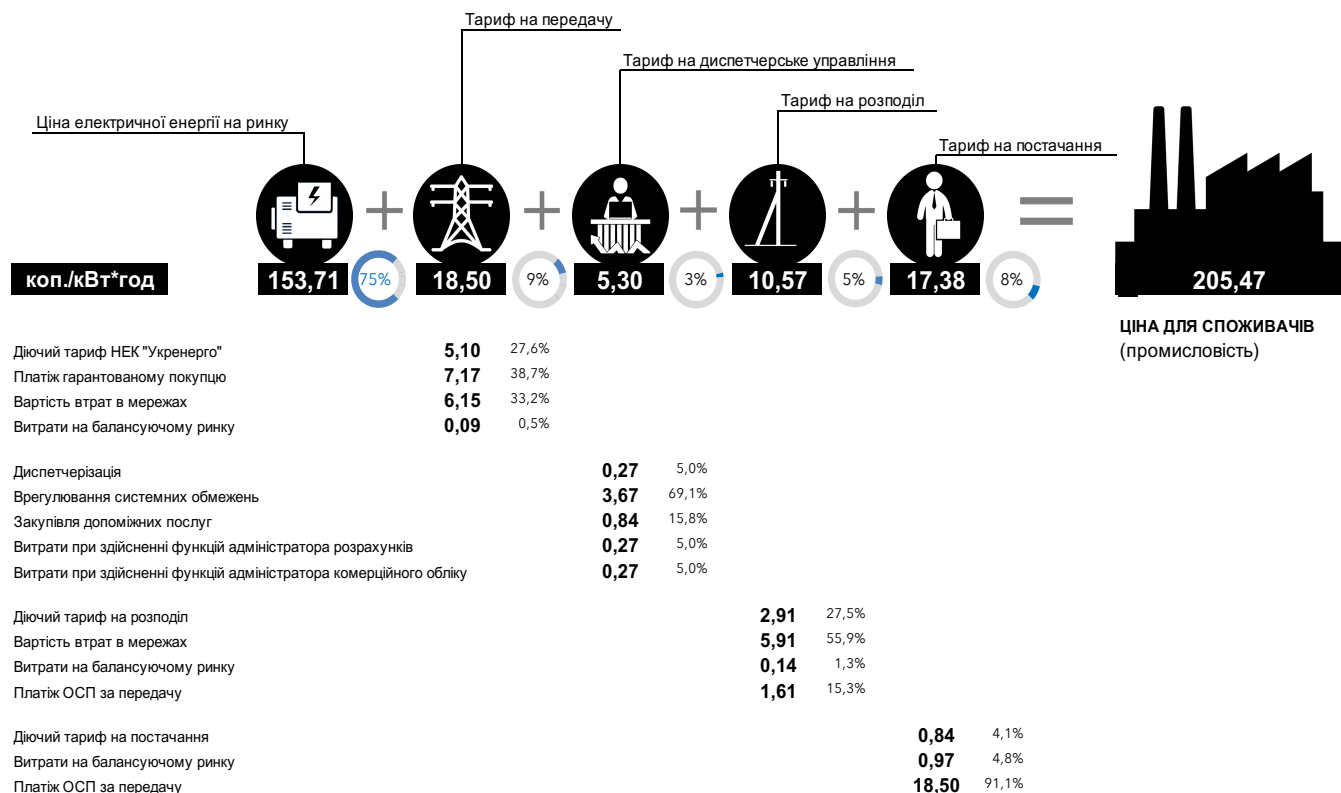 Тариф на передачу
Тариф на диспетчерське управління
Тариф на розподіл
Ціна електричної енергії на ринку
Тариф на постачання
коп./кВт*год 153,71 75% + 18,50 9% + 5,30 3% + 10,57 5% + 17,38 8% = 205,47
ЦІНА ДЛЯ СПОЖИВАЧІВ
(промисловість)
Діючий тариф НЕК "Укренерго" 5,10 27,6%
Платіж гарантованому покупцю 7,17 38,7%
Вартість втрат в мережах 6,15 33,2%
Витрати на балансуючому ринку 0,09 0,5%
Диспетчерізація 0,27 5,0%
Врегулювання системних обмежень 3,67 69,1%
Закупівля допоміжних послуг 0,84 15,8%
Витрати при здійсненні функцій адміністратора розрахунків 0,27 5,0%
Витрати при здійсненні функцій адміністратора комерційного обліку 0,27 5,0%
Діючий тариф на розподіл 2,91 27,5%
Вартість втрат в мережах 5,91 55,9%
Витрати на балансуючому ринку 0,14 1,3%
Платіж ОСП за передачу 1,61 15,3%
Діючий тариф на постачання 0,84 4,1%
Витрати на балансуючому ринку 0,97 4,8%
Платіж ОСП за передачу 18,50 91,1%